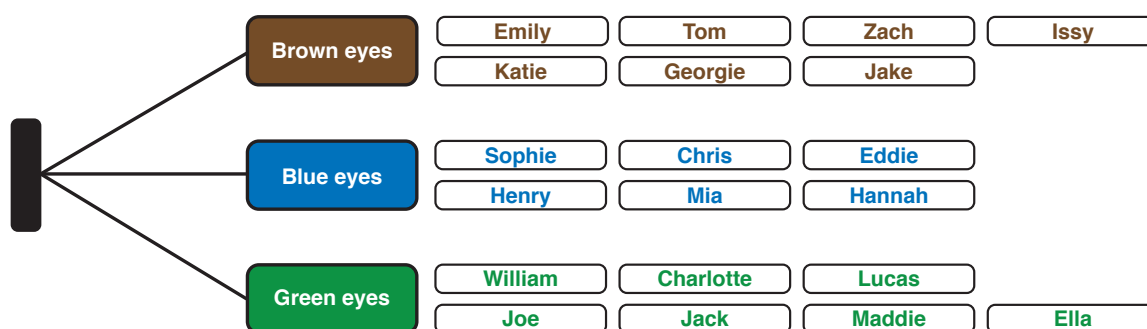 Brown eyes
Emily Tom Zach Issy
Katie Georgie Jake
Blue eyes
Sophie Chris Eddie
Henry Mia Hannah
Green eyes
William Charlotte Lucas
Joe Jack Maddie Ella